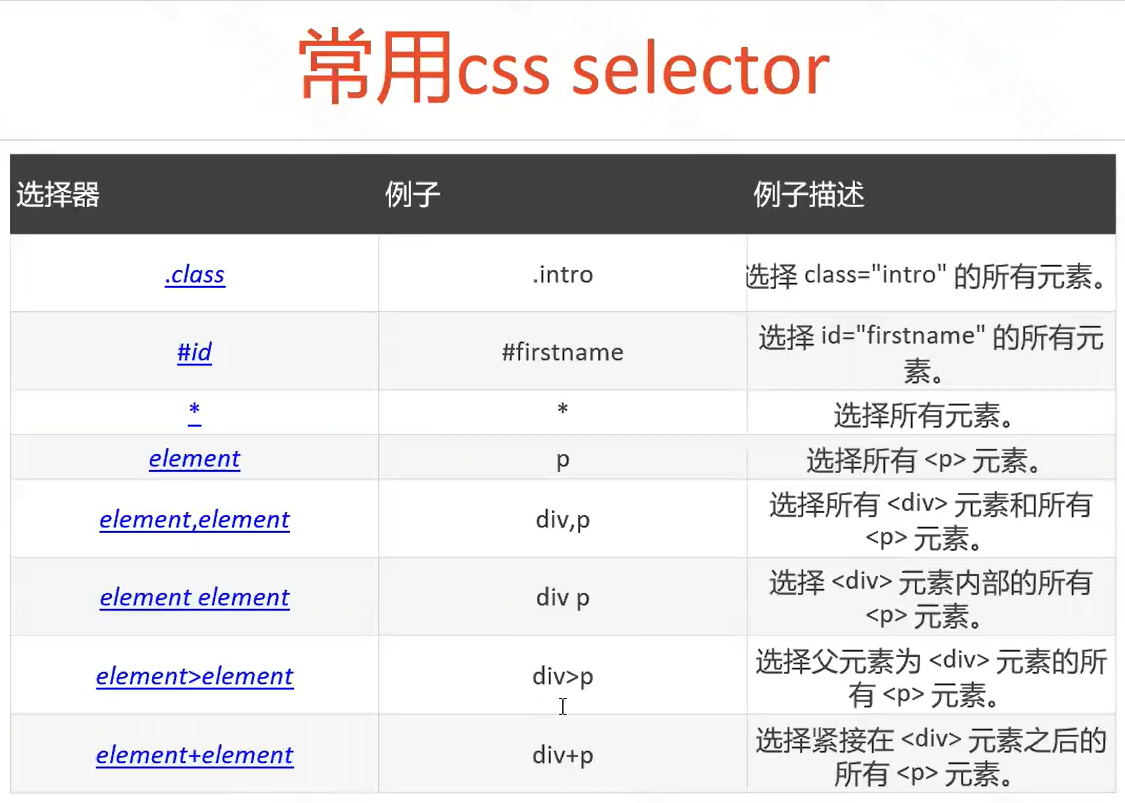 常用css selector
选择器 例子 例子描述
.class .intro 选择 class="intro" 的所有元素。
#id #firstname 选择 id="firstname" 的所有元
素。
* * 选择所有元素。
element p 选择所有 <p> 元素。
element,element div,p 选择所有 <div> 元素和所有
<p> 元素。
element element div p 选择 <div> 元素内部的所有
<p> 元素。
element>element div>p 选择父元素为 <div> 元素的所
有 <p> 元素。
element+element div+p 选择紧接在 <div> 元素之后的
所有 <p> 元素。